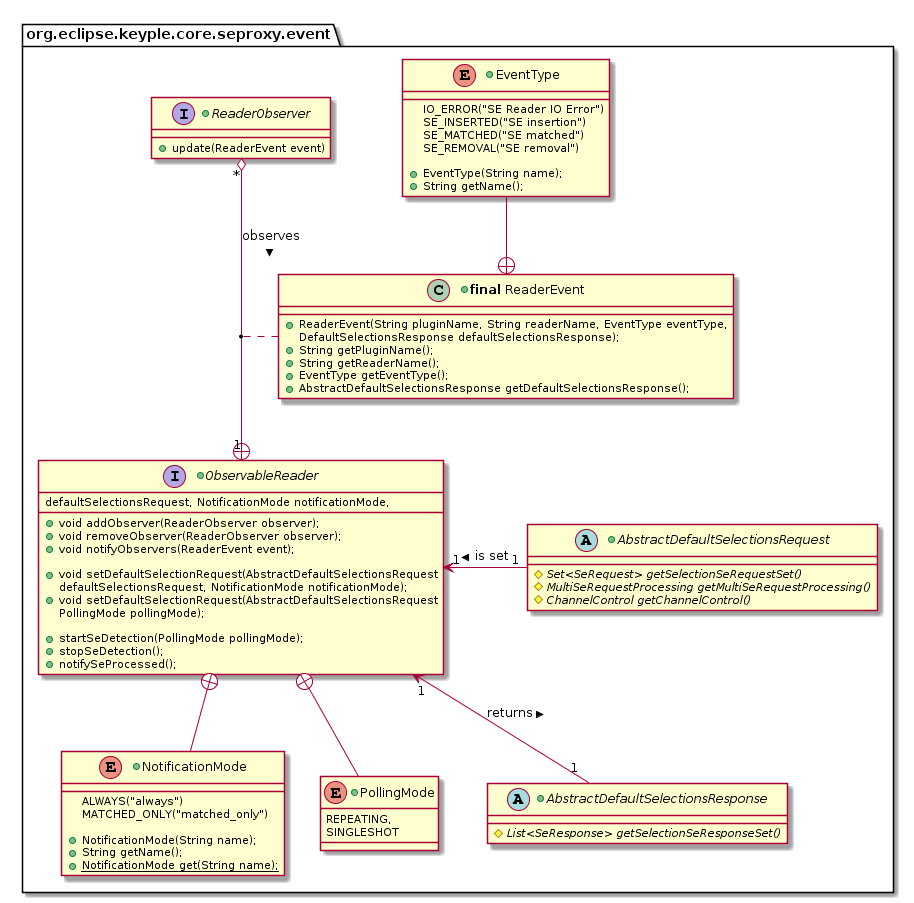 org.eclipse.keyple.core.seproxy.event
E EventType
IO_ERROR("SE Reader IO Error")
SE_INSERTED("SE insertion")
SE_MATCHED("SE matched")
SE_REMOVAL("SE removal")
EventType(String name);
String getName();
I ReaderObserver
update(ReaderEvent event)
*
observes
C final ReaderEvent
ReaderEvent(String pluginName, String readerName, EventType eventType,
DefaultSelectionsResponse defaultSelectionsResponse);
String getPluginName();
String getReaderName();
EventType getEventType();
AbstractDefaultSelectionsResponse getDefaultSelectionsResponse();
1
I ObservableReader
defaultSelectionsRequest, NotificationMode notificationMode,
void addObserver(ReaderObserver observer);
void removeObserver(ReaderObserver observer);
void notifyObservers(ReaderEvent event);
void setDefaultSelectionRequest(AbstractDefaultSelectionsRequest
defaultSelectionsRequest, NotificationMode notificationMode);
void setDefaultSelectionRequest(AbstractDefaultSelectionsRequest
PollingMode pollingMode);
startSeDetection(PollingMode pollingMode);
stopSeDetection();
notifySeProcessed();
1 is set 1
A AbstractDefaultSelectionsRequest
Set<SeRequest> getSelectionSeRequestSet()
MultiSeRequestProcessing getMultiSeRequestProcessing()
ChannelControl getChannelControl()
1
returns
1
E NotificationMode
ALWAYS("always")
MATCHED_ONLY("matched_only")
NotificationMode(String name);
String getName();
NotificationMode get(String name);
E PollingMode
REPEATING,
SINGLESHOT
A AbstractDefaultSelectionsResponse
List<SeResponse> getSelectionSeResponseSet()